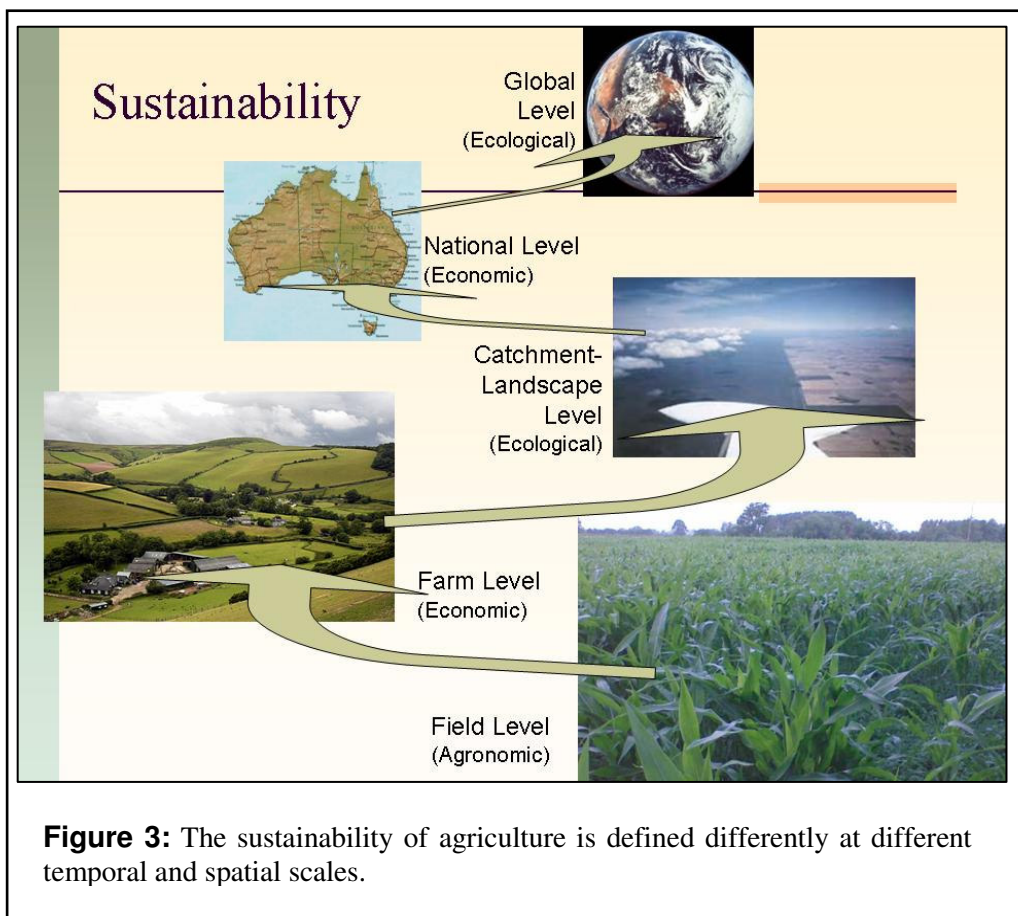 Sustainability
Global
Level
(Ecological)
National Level
(Economic)
Catchment-
Landscape
Level
(Ecological)
Farm Level
(Economic)
Field Level
(Agronomic)
Figure 3: The sustainability of agriculture is defined differently at different
temporal and spatial scales.